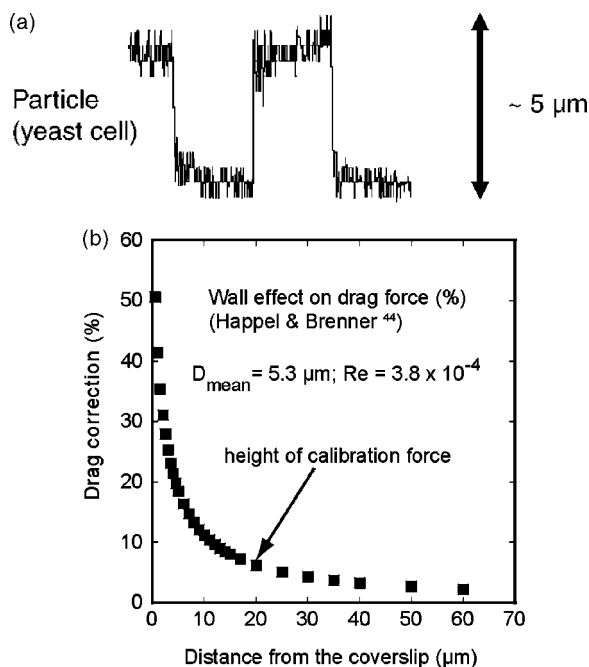 (a)
Particle
(yeast cell)
~ 5 µm
(b)
60
50
40
30
20
10
0
Drag correction (%)
Wall effect on drag force (%)
(Happel & Brenner ⁴⁴)
D_mean = 5.3 µm; Re = 3.8 x 10⁻⁴
height of calibration force
0 10 20 30 40 50 60 70
Distance from the coverslip (µm)